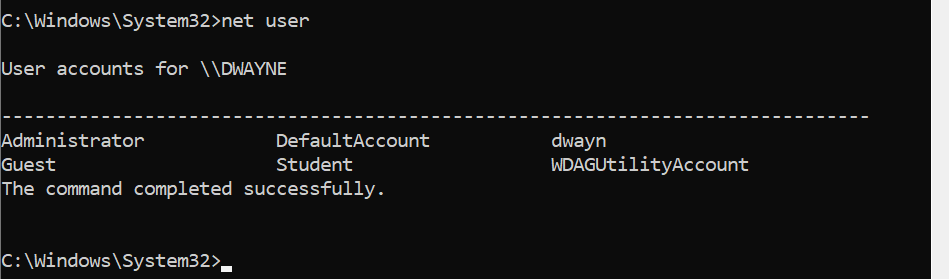 C:\Windows\System32>net user
User accounts for \\DWAYNE
-------------------------------------------------------------------------------
Administrator            DefaultAccount           dwayn
Guest                    Student                  WDAGUtilityAccount
The command completed successfully.
C:\Windows\System32>